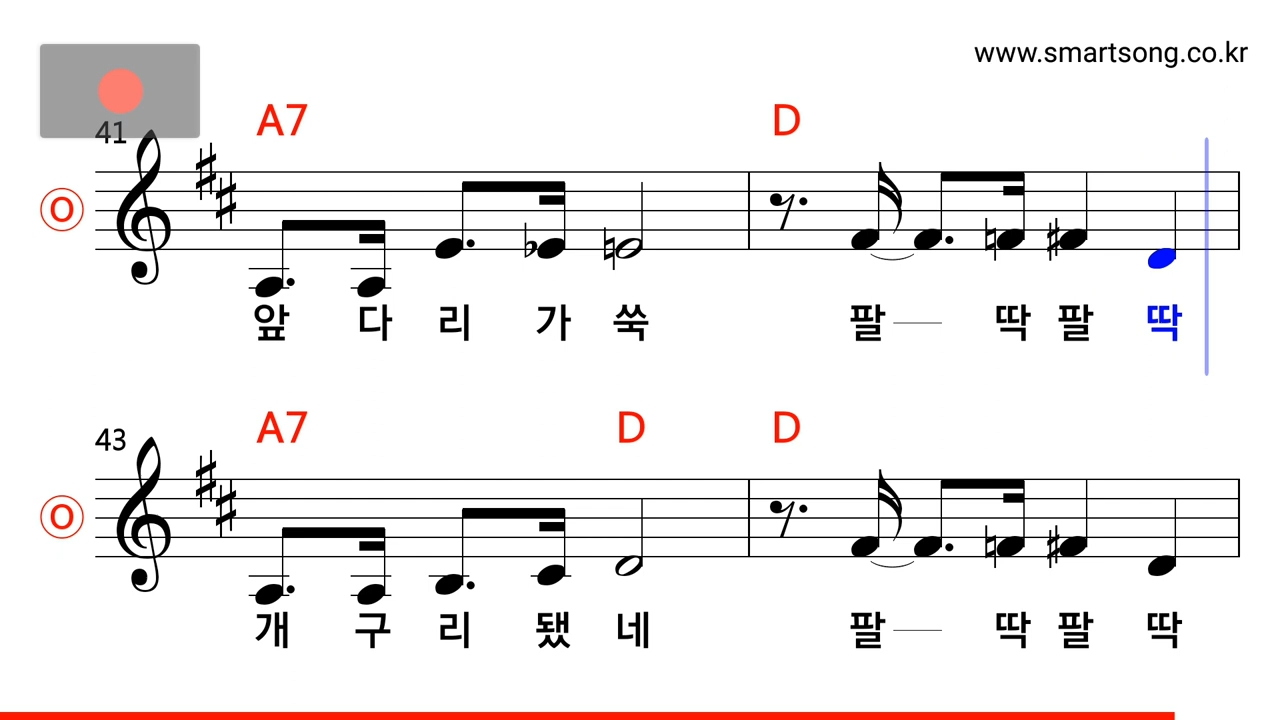 www.smartsong.co.kr
41 A7 D
O
앞 다 리 가 쑥 팔 딱 팔 딱
43 A7 D D
O
개 구 리 됐 네 팔 딱 팔 딱